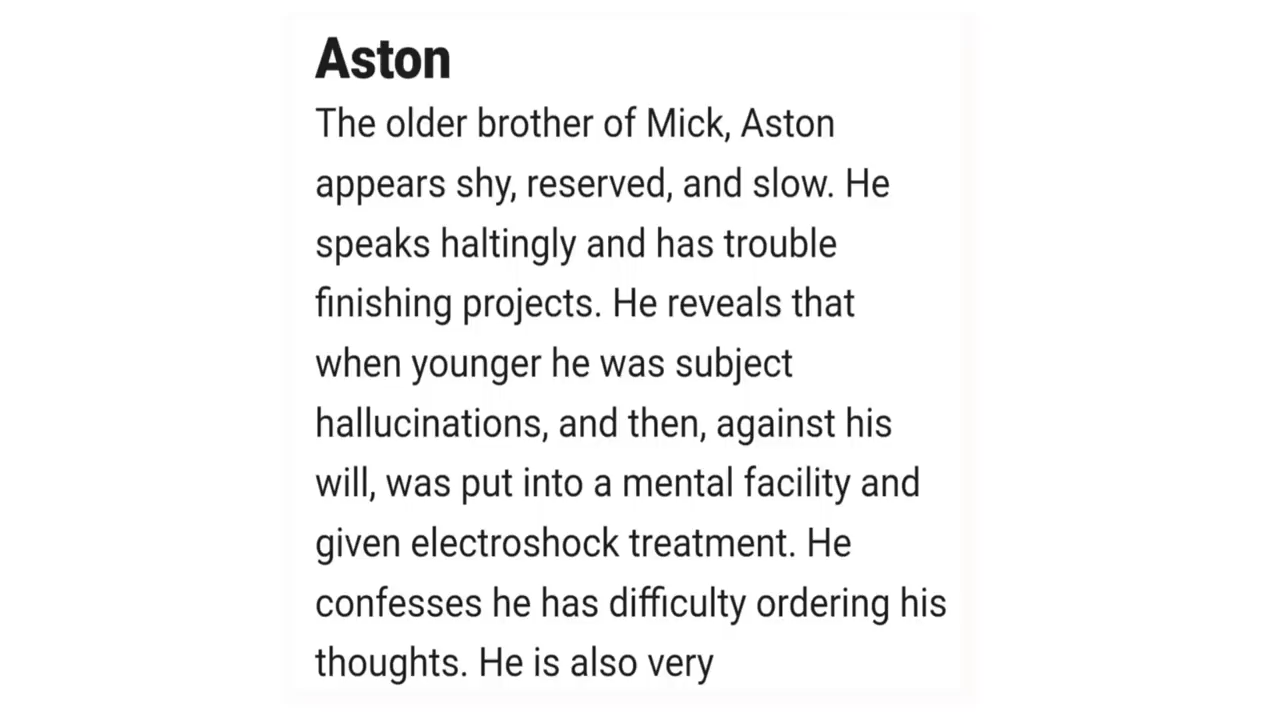 Aston
The older brother of Mick, Aston
appears shy, reserved, and slow. He
speaks haltingly and has trouble
finishing projects. He reveals that
when younger he was subject
hallucinations, and then, against his
will, was put into a mental facility and
given electroshock treatment. He
confesses he has difficulty ordering his
thoughts. He is also very